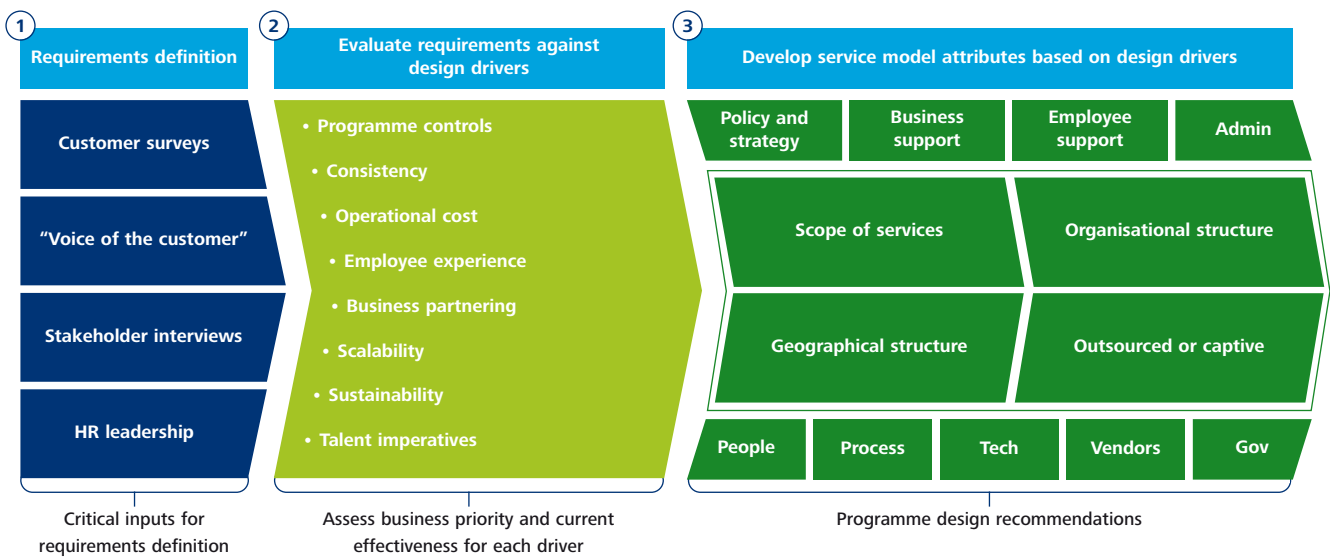 1
Requirements definition
Customer surveys
“Voice of the customer”
Stakeholder interviews
HR leadership
Critical inputs for
requirements definition
2
Evaluate requirements against
design drivers
• Programme controls
• Consistency
• Operational cost
• Employee experience
• Business partnering
• Scalability
• Sustainability
• Talent imperatives
Assess business priority and current
effectiveness for each driver
3
Develop service model attributes based on design drivers
Policy and
strategy
Business
support
Employee
support
Admin
Scope of services
Organisational structure
Geographical structure
Outsourced or captive
People
Process
Tech
Vendors
Gov
Programme design recommendations